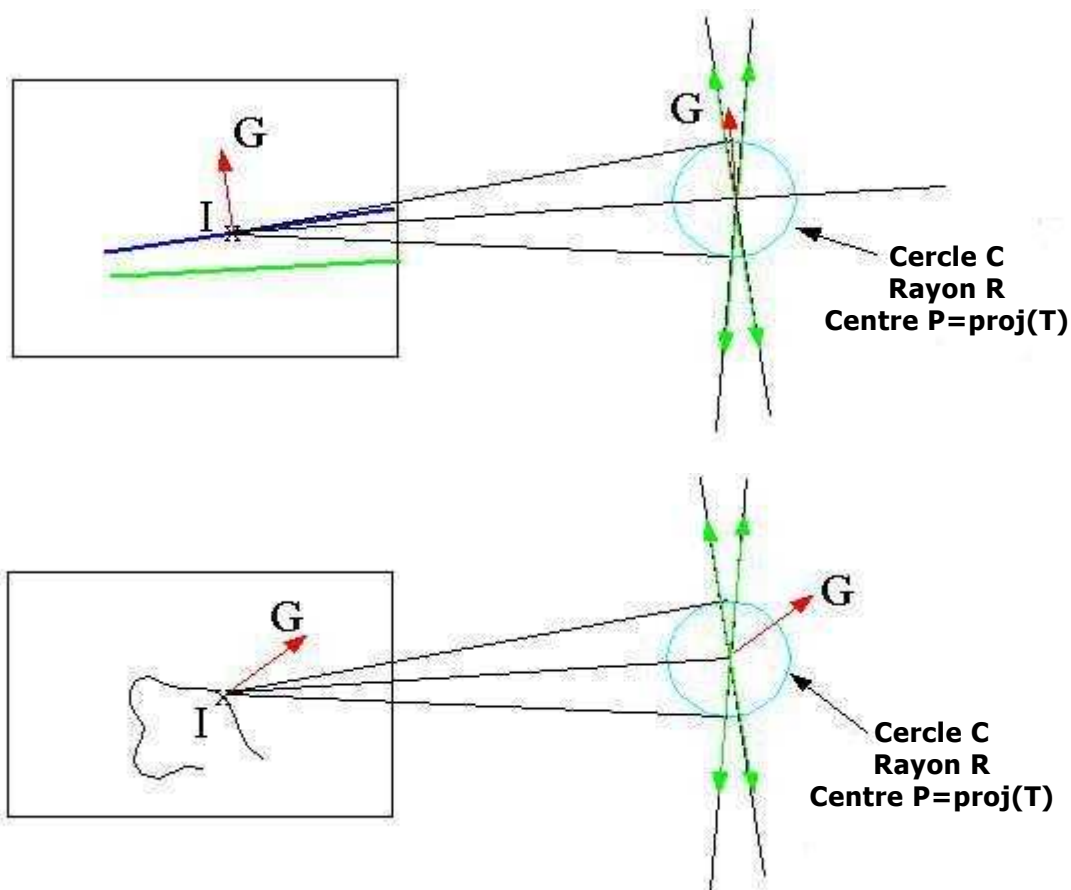 G
G
I
Cercle C
Rayon R
Centre P=proj(T)
G
G
I
Cercle C
Rayon R
Centre P=proj(T)